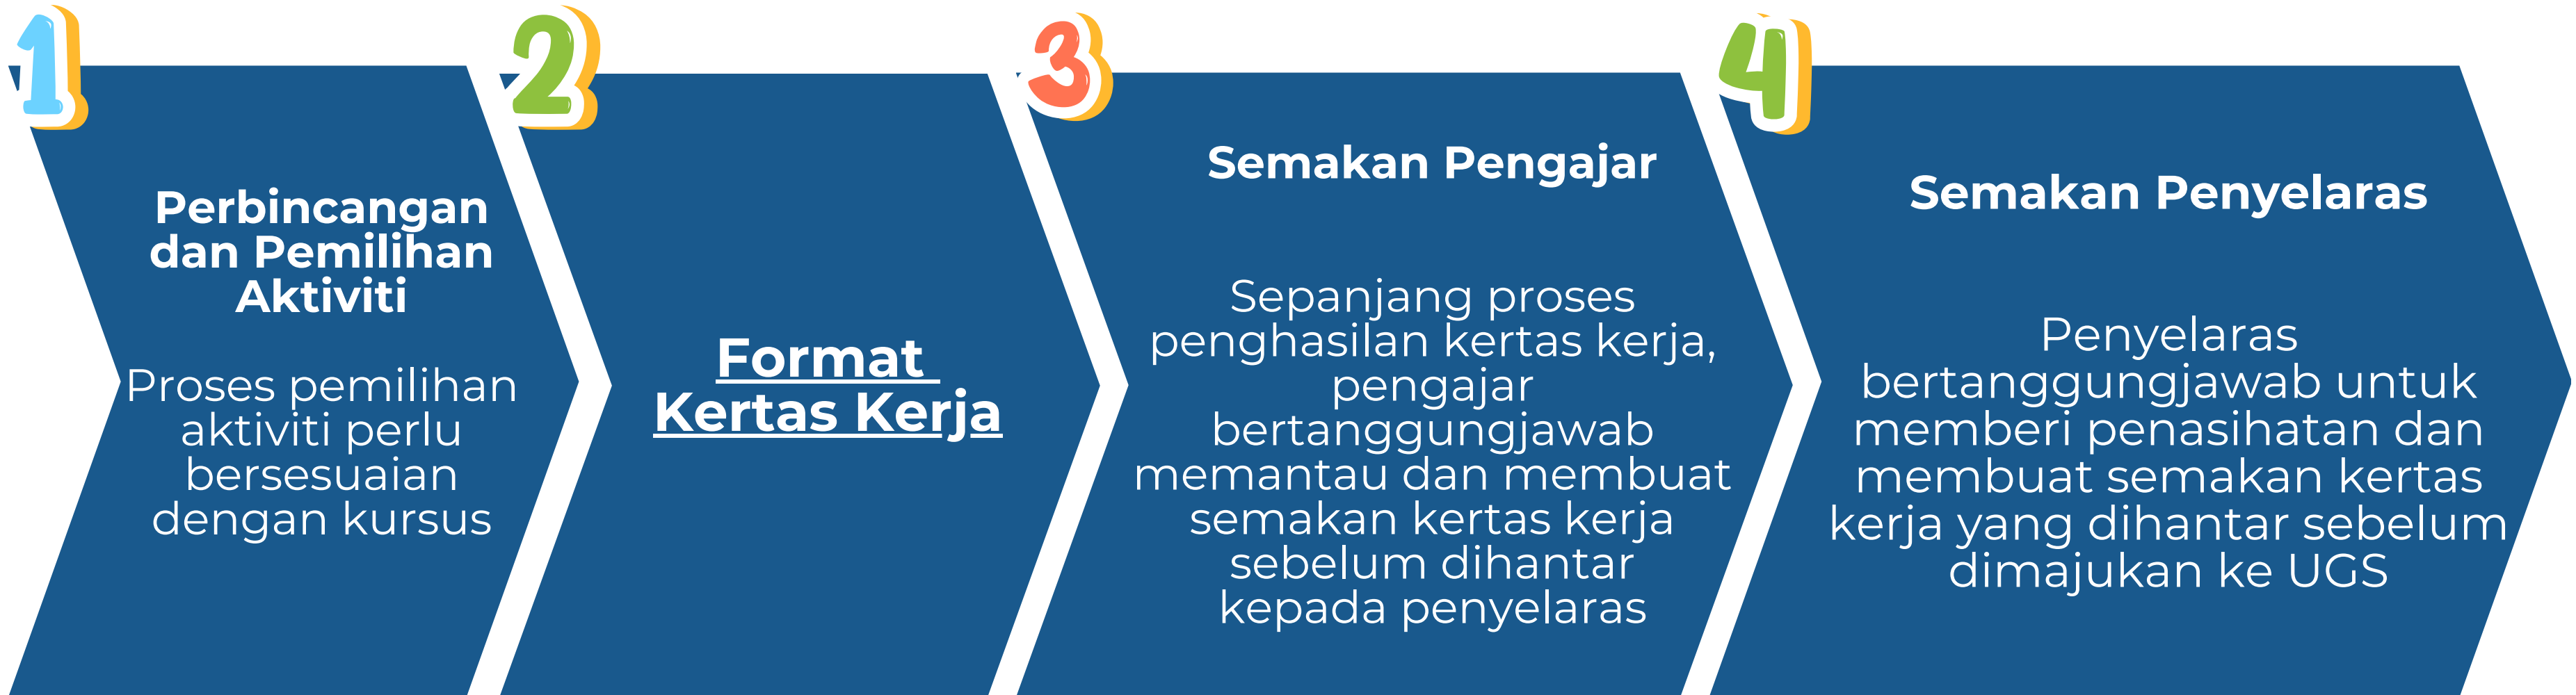 1
Perbincangan
dan Pemilihan
Aktiviti
Proses pemilihan
aktiviti perlu
bersesuaian
dengan kursus
2
Format
Kertas Kerja
3
Semakan Pengajar
Sepanjang proses
penghasilan kertas kerja,
pengajar
bertanggungjawab
memantau dan membuat
semakan kertas kerja
sebelum dihantar
kepada penyelaras
4
Semakan Penyelaras
Penyelaras
bertanggungjawab untuk
memberi penasihatan dan
membuat semakan kertas
kerja yang dihantar sebelum
dimajukan ke UGS